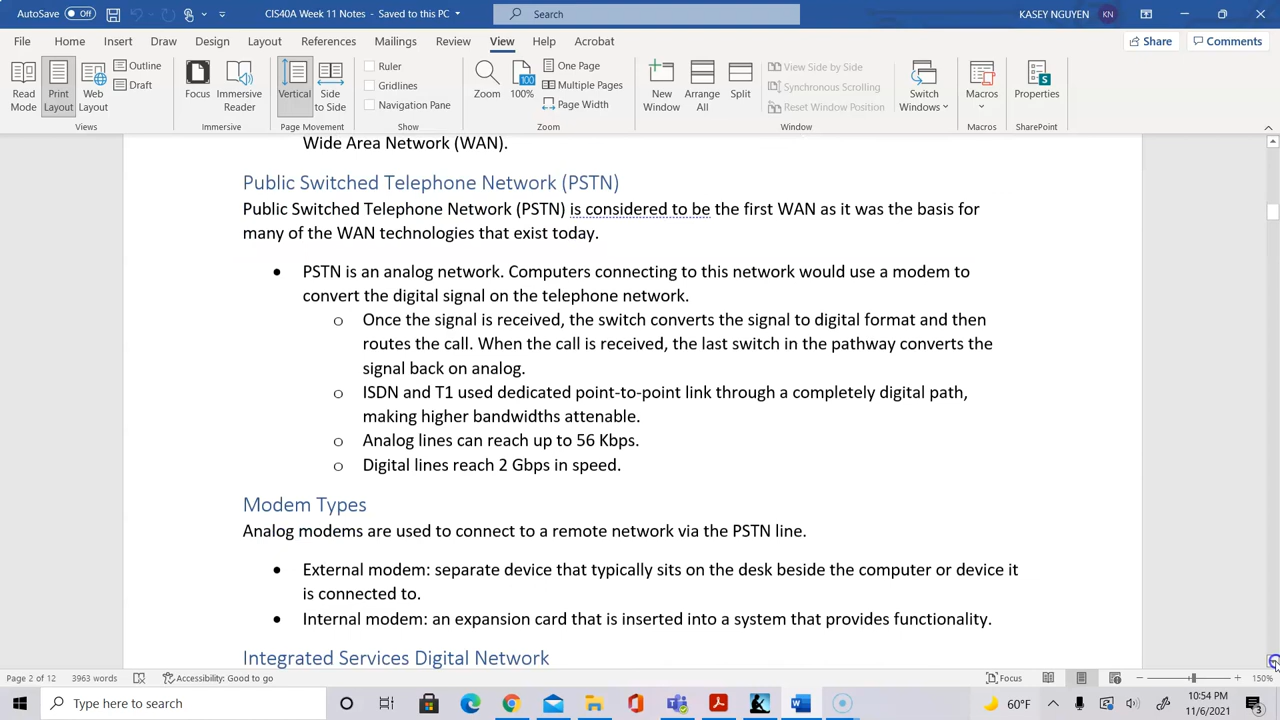 AutoSave Off CIS40A Week 11 Search KASEY NGUYEN KN
File Home Insert Draw Design Layout References Mailings Review View Help Acrobat Share Comments
Read Mode
Print Layout
Web Layout
Outline
Draft
Views
Focus
Immersive Reader
Immersive
Vertical
Side to Side
Page Movement
Ruler
Gridlines
Navigation Pane
Show
Zoom
100
100%
One Page
Multiple Pages
Page Width
Zoom
New Window
Arrange All
Split
View Side by Side
Synchronous Scrolling
Reset Window Position
Switch Windows
Window
Macros
Macros
Properties
SharePoint
Wide Area Network (WAN).
Public Switched Telephone Network (PSTN)
Public Switched Telephone Network (PSTN) is considered to be the first WAN as it was the basis for
many of the WAN technologies that exist today.
• PSTN is an analog network. Computers connecting to this network would use a modem to
convert the digital signal on the telephone network.
o Once the signal is received, the switch converts the signal to digital format and then
routes the call. When the call is received, the last switch in the pathway converts the
signal back on analog.
o ISDN and T1 used dedicated point-to-point link through a completely digital path,
making higher bandwidths attenable.
o Analog lines can reach up to 56 Kbps.
o Digital lines reach 2 Gbps in speed.
Modem Types
Analog modems are used to connect to a remote network via the PSTN line.
• External modem: separate device that typically sits on the desk beside the computer or device it
is connected to.
• Internal modem: an expansion card that is inserted into a system that provides functionality.
Integrated Services Digital Network
Page 2 of 12 3963 words Accessibility: Good to go Focus 150%
Type here to search 60°F 10:54 PM
11/6/2021 3